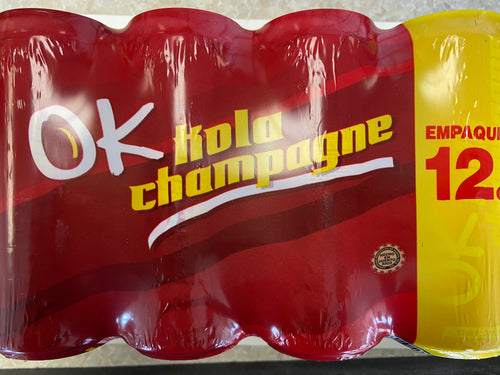 OK Kola
champagne
EMPAQU
12.